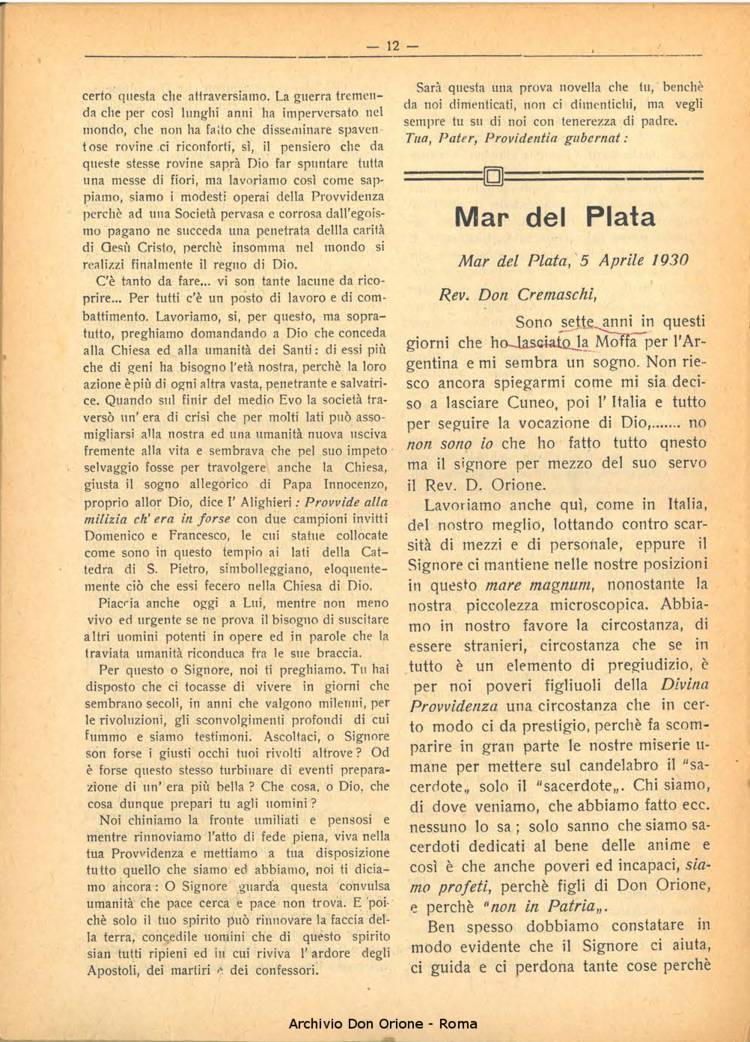 — 12 —
certo questa che attraversiamo. La guerra tremen-
da che per così lunghi anni ha imperversato nel
mondo, che non ha fatto che disseminare spaven
tose rovine ci riconforti, sì, il pensiero che da
queste stesse rovine saprà Dio far spuntare tutta
una messe di fiori, ma lavoriamo così come sap-
piamo, siamo i modesti operai della Provvidenza
perchè ad una Società pervasa e corrosa dall'egois-
mo pagano ne succeda una penetrata dellla carità
di Gesù Cristo, perchè insomma nel mondo si
realizzi finalmente il regno di Dio.
C'è tanto da fare... vi son tante lacune da rico-
prire... Per tutti c'è un posto di lavoro e di com-
battimento. Lavoriamo, si, per questo, ma sopra-
tutto, preghiamo domandando a Dio che conceda
alla Chiesa ed alla umanità dei Santi: di essi più
che di geni ha bisogno l'età nostra, perchè la loro
azione è più di ogni altra vasta, penetrante e salvatri-
ce. Quando sul finir del medio Evo la società tra-
versò un' era di crisi che per molti lati può asso-
migliarsi alla nostra ed una umanità nuova usciva
fremente alla vita e sembrava che pel suo impeto
selvaggio fosse per travolgere anche la Chiesa,
giusta il sogno allegorico di Papa Innocenzo,
proprio allor Dio, dice l' Alighieri: Provvide alla
milizia ch' era in forse con due campioni invitti
Domenico e Francesco, le cui statue collocate
come sono in questo tempio ai lati della Cat-
tedra di S. Pietro, simbolleggiano, eloquente-
mente ciò che essi fecero nella Chiesa di Dio.
Piaccia anche oggi a Lui, mentre non meno
vivo ed urgente se ne prova il bisogno di suscitare
altri uomini potenti in opere ed in parole che la
traviata umanità riconduca fra le sue braccia.
Per questo o Signore, noi ti preghiamo. Tu hai
disposto che ci tocasse di vivere in giorni che
sembrano secoli, in anni che valgono milenni, per
le rivoluzioni, gli sconvolgimenti profondi di cui
fummo e siamo testimoni. Ascoltaci, o Signore
son forse i giusti occhi tuoi rivolti altrove? Od
è forse questo stesso turbinare di eventi prepara-
zione di un' era più bella? Che cosa, o Dio, che
cosa dunque prepari tu agli uomini?
Noi chiniamo la fronte umiliati e pensosi e
mentre rinnoviamo l'atto di fede piena, viva nella
tua Provvidenza e mettiamo a tua disposizione
tutto quello che siamo ed abbiamo, noi ti dicia-
mo ancora: O Signore guarda questa convulsa
umanità che pace cerca e pace non trova. E poi-
chè solo il tuo spirito può rinnovare la faccia del-
la terra, concedile uomini che di questo spirito
sian tutti ripieni ed in cui riviva l' ardore degli
Apostoli, dei martiri e dei confessori.
Sarà questa una prova novella che tu, benchè
da noi dimenticati, non ci dimentichi, ma vegli
sempre tu su di noi con tenerezza di padre.
Tua, Pater, Providentia gubernat:
Mar del Plata
Mar del Plata, 5 Aprile 1930
Rev. Don Cremaschi,
Sono sette anni in questi
giorni che ho lasciato la Moffa per l'Ar-
gentina e mi sembra un sogno. Non rie-
sco ancora spiegarmi come mi sia deci-
so a lasciare Cuneo, poi l' Italia e tutto
per seguire la vocazione di Dio,....... no
non sono io che ho fatto tutto qnesto
ma il signore per mezzo del suo servo
il Rev. D. Orione.
Lavoriamo anche quì, come in Italia,
del nostro meglio, lottando contro scar-
sità di mezzi e di personale, eppure il
Signore ci mantiene nelle nostre posizioni
in questo mare magnum, nonostante la
nostra piccolezza microscopica. Abbia-
mo in nostro favore la circostanza, di
essere stranieri, circostanza che se in
tutto è un elemento di pregiudizio, è
per noi poveri figliuoli della Divina
Provvidenza una circostanza che in cer-
to modo ci da prestigio, perchè fa scom-
parire in gran parte le nostre miserie u-
mane per mettere sul candelabro il "sa-
cerdote„ solo il "sacerdote„. Chi siamo,
di dove veniamo, che abbiamo fatto ecc.
nessuno lo sa; solo sanno che siamo sa-
cerdoti dedicati al bene delle anime e
così è che anche poveri ed incapaci, sia-
mo profeti, perchè figli di Don Orione,
e perchè "non in Patria„.
Ben spesso dobbiamo constatare in
modo evidente che il Signore ci aiuta,
ci guida e ci perdona tante cose perchè
Archivio Don Orione - Roma